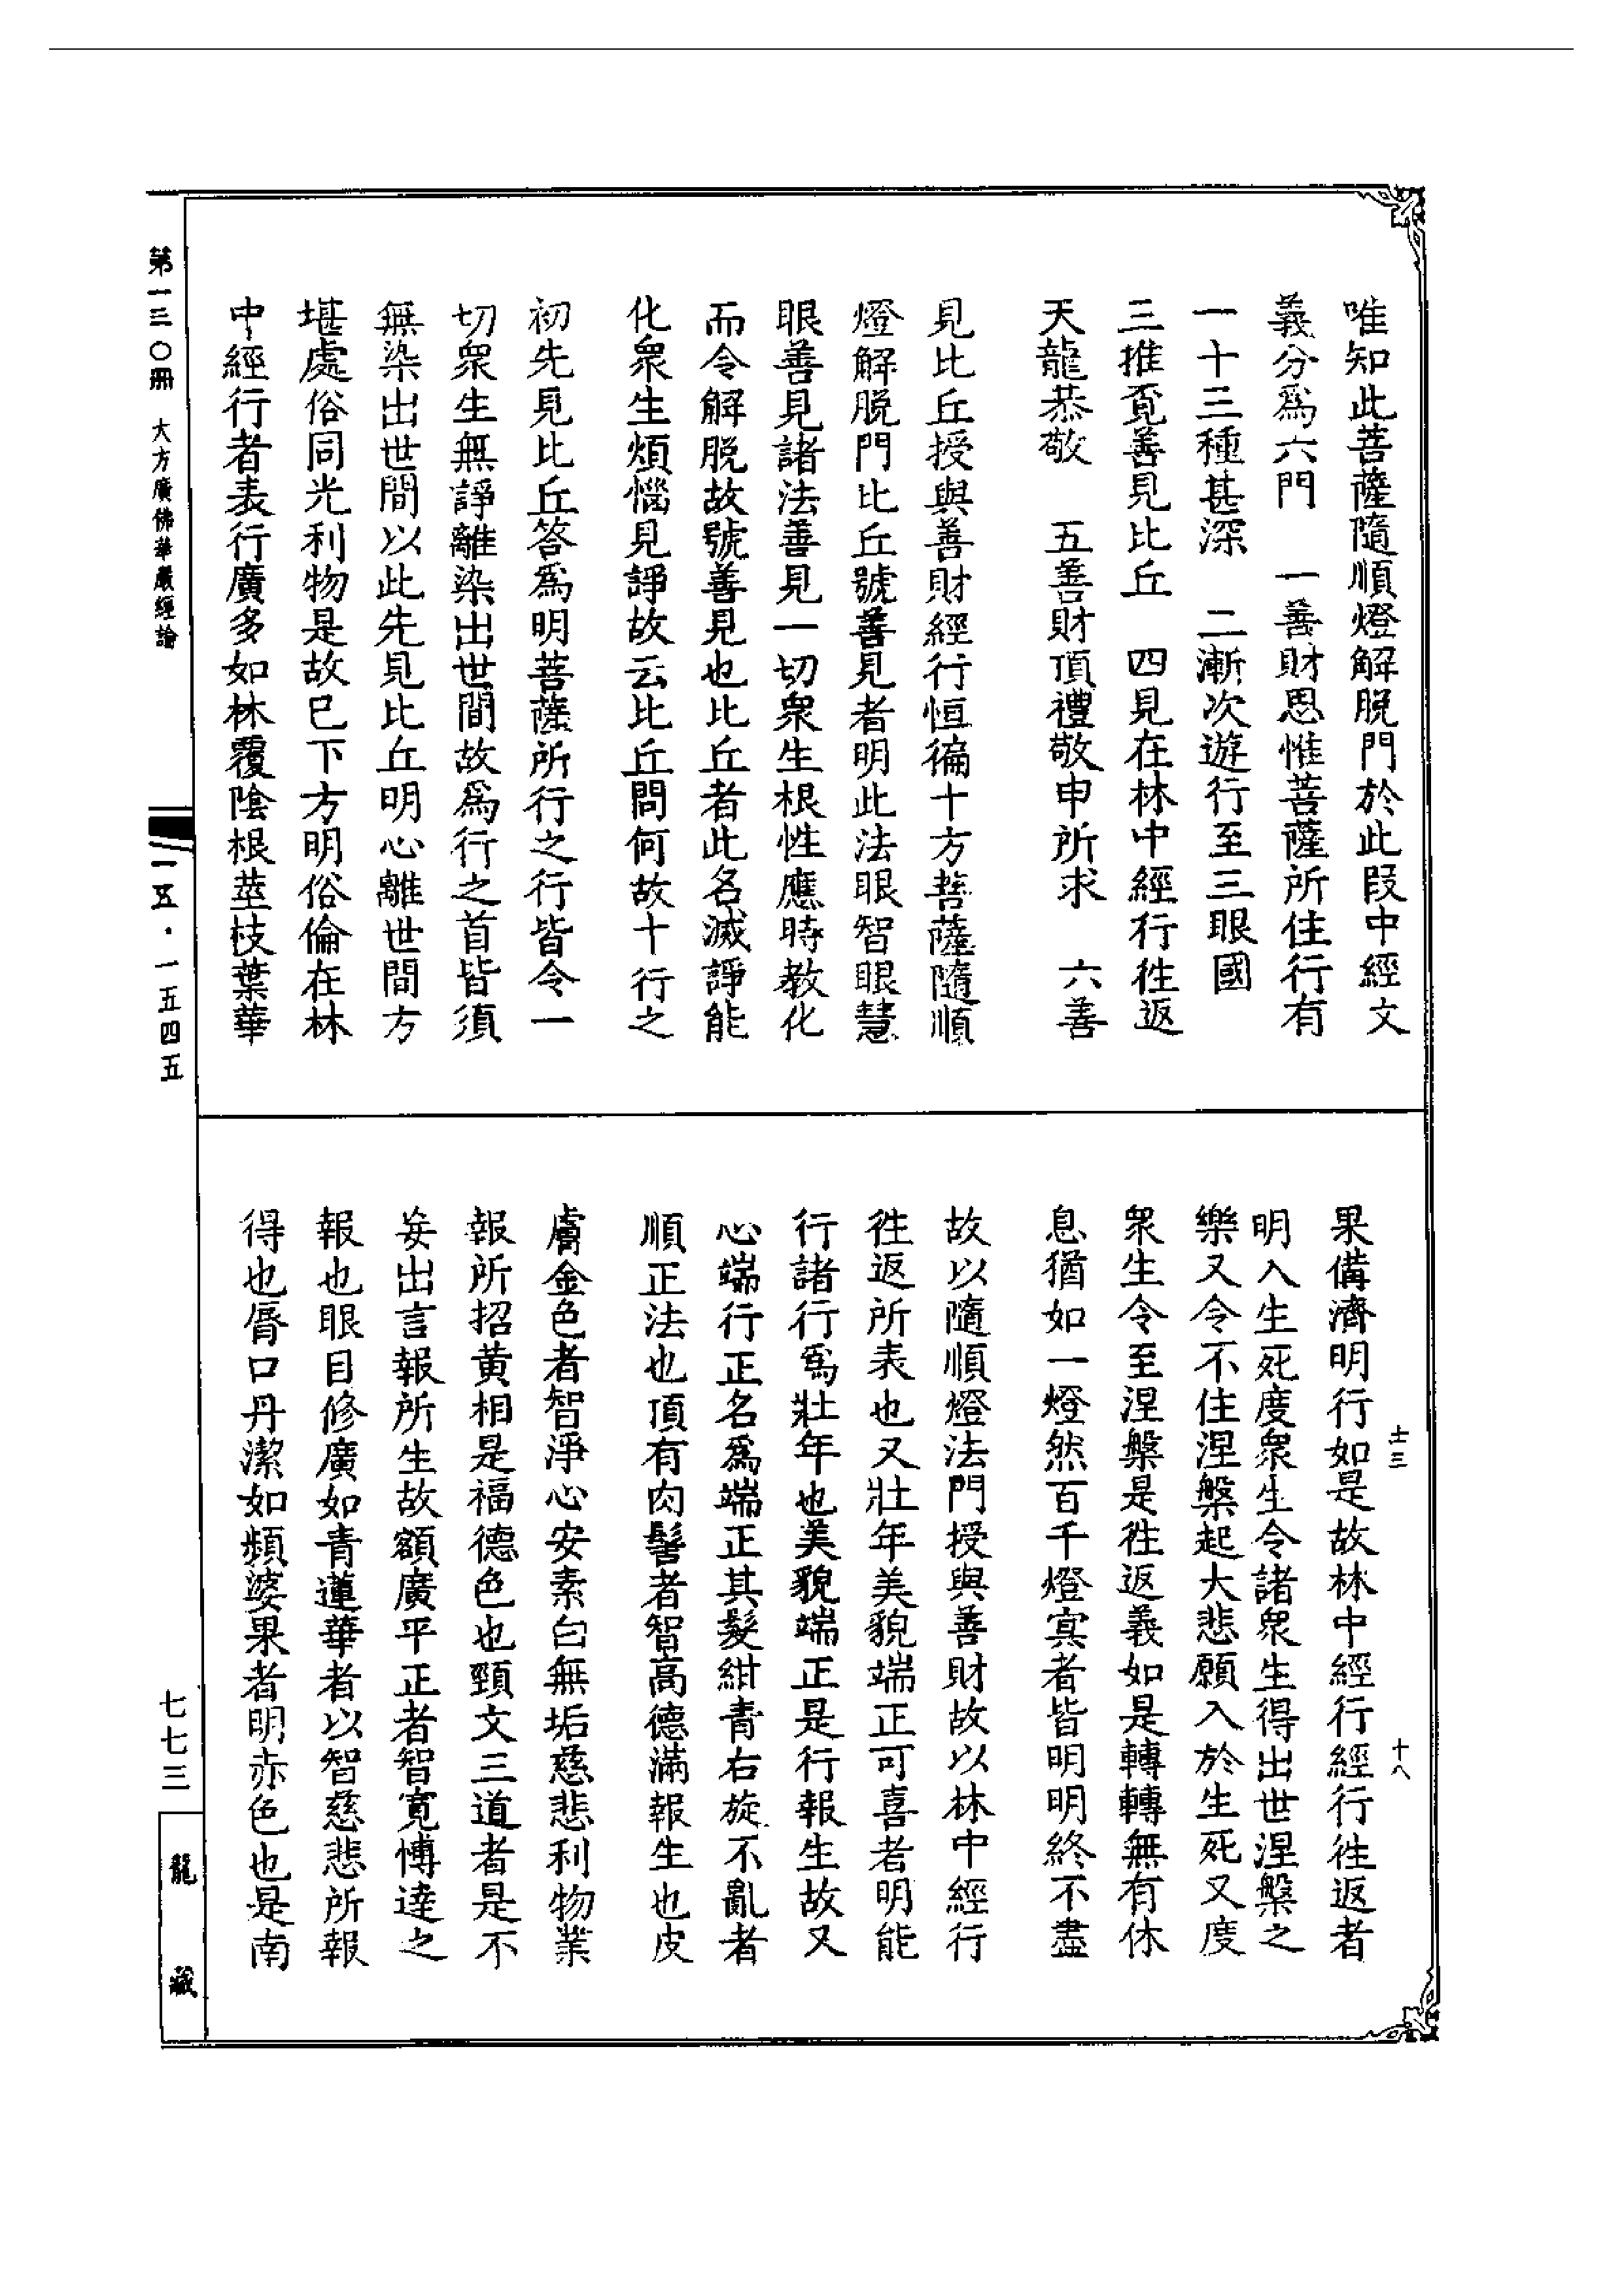 唯知此菩薩隨順燈解脫門於此段中經文
義分爲六門　一善財思惟菩薩所住行有
一十三種甚深　二漸次遊行至三眼國
三推覓善見比丘　四見在林中經行徃返
天龍恭敬　五善財頂禮敬申所求　六善
見比丘授與善財經行恒徧十方菩薩隨順
燈解脫門比丘號善見者明此法眼智眼慧
眼善見諸法善見一切衆生根性應時教化
而令解脫故號善見也比丘者此名滅諍能
化衆生煩惱見諍故云比丘問何故十行之
初先見比丘答爲明菩薩所行之行皆令一
切衆生無諍離染出世間故爲行之首皆須
無染出世間以此先見比丘明心離世間方
堪處俗同光利物是故已下方明俗倫在林
中經行者表行廣多如林覆陰根莖枝葉華
果備濟明行如是故林中經行經行徃返者
明入生死度衆生令諸衆生得出世涅槃之
樂又令不住涅槃起大悲願入於生死又度
衆生令至涅槃是徃返義如是轉轉無有休
息猶如一燈然百千燈寘者皆明明終不盡
故以隨順燈法門授與善財故以林中經行
徃返所表也又壯年美貌端正可喜者明能
行諸行爲壯年也美貌端正是行報生故又
心端行正名爲端正其髮紺青右旋不亂者
順正法也頂有肉髻者智高德滿報生也皮
膚金色者智淨心安素白無垢慈悲利物業
報所招黃相是福德色也頸文三道者是不
妄出言報所生故額廣平正者智寬博達之
報也眼目修廣如青蓮華者以智慈悲所報
得也脣口丹潔如頻婆果者明赤色也是南
士三
十八
第一三〇冊　大方廣佛華嚴經論
一五·一五四五
七七三
龍藏